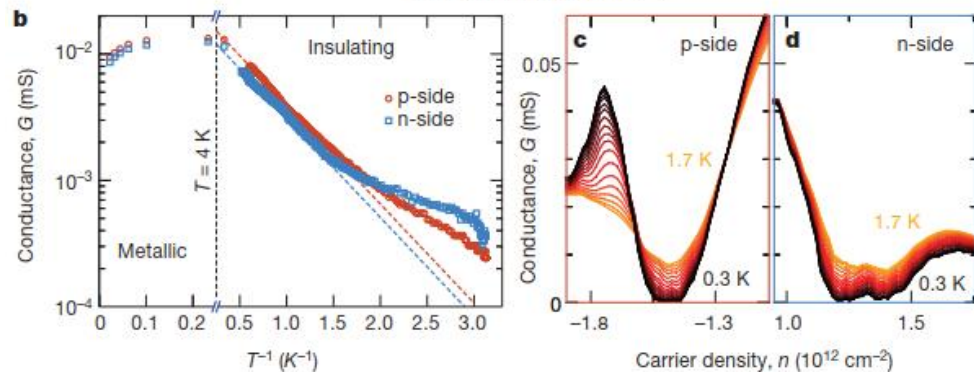 b
Conductance, G (mS)
10⁻²
10⁻³
10⁻⁴
Insulating
p-side
n-side
T = 4 K
Metallic
0
0.1
0.2
0.5
1.0
1.5
2.0
2.5
3.0
T⁻¹ (K⁻¹)
c
p-side
Conductance, G (mS)
0.05
0
1.7 K
0.3 K
−1.8
−1.3
d
n-side
1.7 K
0.3 K
1.0
1.5
Carrier density, n (10¹² cm⁻²)